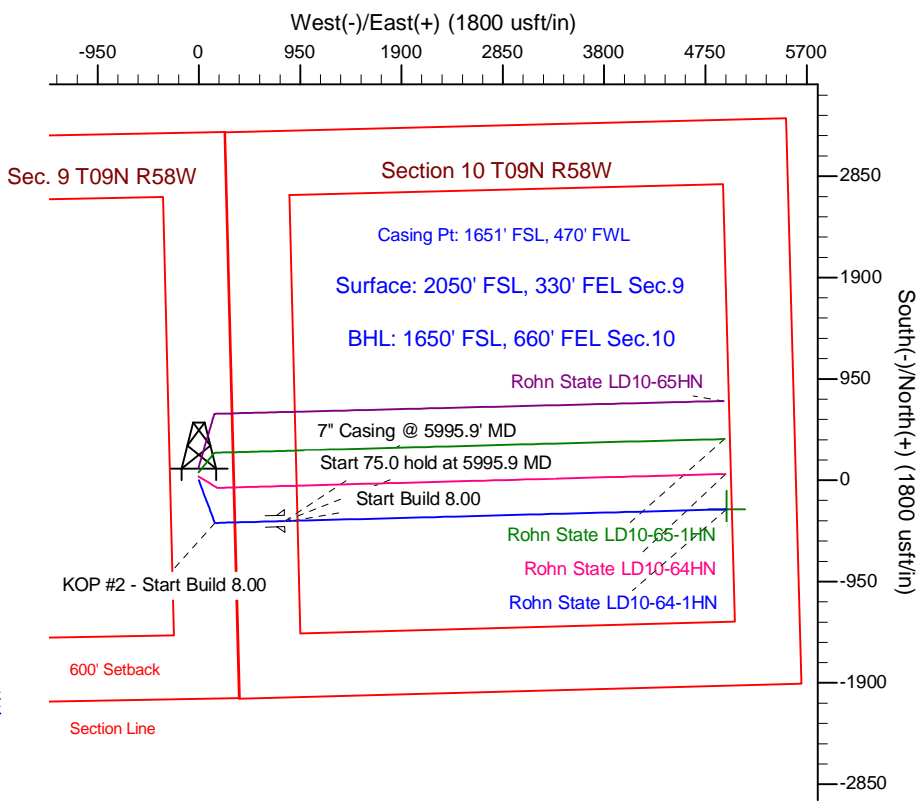 West(-)/East(+) (1800 usft/in)
-950 0 950 1900 2850 3800 4750 5700
Sec. 9 T09N R58W
Section 10 T09N R58W
2850
Casing Pt: 1651' FSL, 470' FWL
1900
Surface: 2050' FSL, 330' FEL Sec.9
BHL: 1650' FSL, 660' FEL Sec.10
South(-)/North(+) (1800 usft/in)
950
Rohn State LD10-65HN
7" Casing @ 5995.9' MD
Start 75.0 hold at 5995.9 MD
0
Start Build 8.00
Rohn State LD10-65-1HN
Rohn State LD10-64HN
-950
KOP #2 - Start Build 8.00
Rohn State LD10-64-1HN
600' Setback
-1900
Section Line
-2850